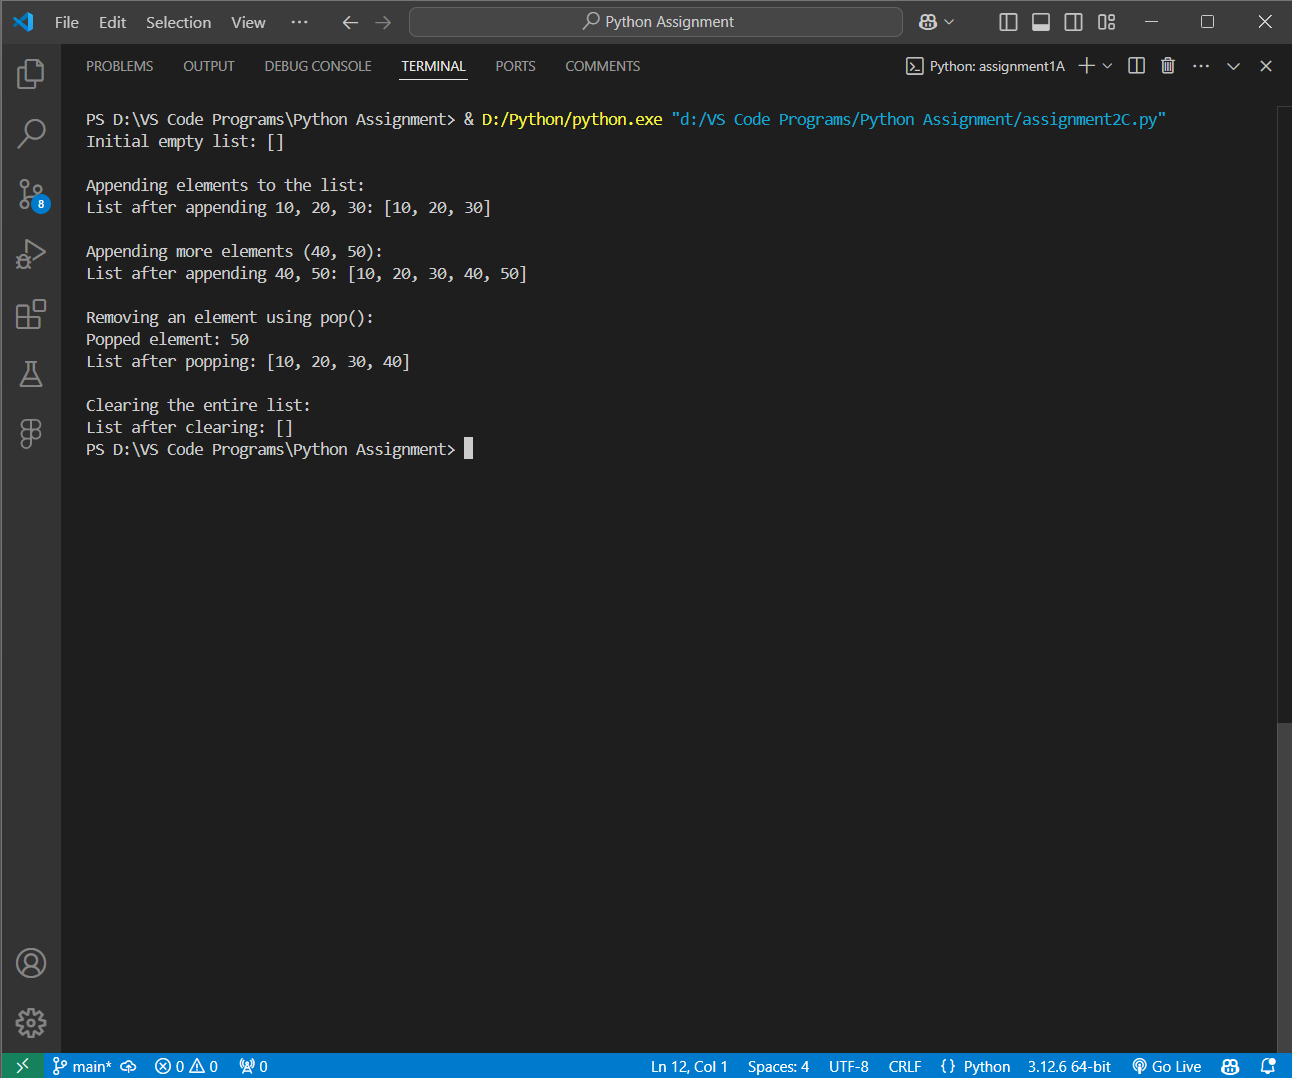 File Edit Selection View ··· Python Assignment
PROBLEMS OUTPUT DEBUG CONSOLE TERMINAL PORTS COMMENTS Python: assignment1A
PS D:\VS Code Programs\Python Assignment> & D:/Python/python.exe "d:/VS Code Programs/Python Assignment/assignment2C.py"
Initial empty list: []
Appending elements to the list:
List after appending 10, 20, 30: [10, 20, 30]
Appending more elements (40, 50):
List after appending 40, 50: [10, 20, 30, 40, 50]
Removing an element using pop():
Popped element: 50
List after popping: [10, 20, 30, 40]
Clearing the entire list:
List after clearing: []
PS D:\VS Code Programs\Python Assignment>
8
main* 0 0 0 Ln 12, Col 1 Spaces: 4 UTF-8 CRLF {} Python 3.12.6 64-bit Go Live